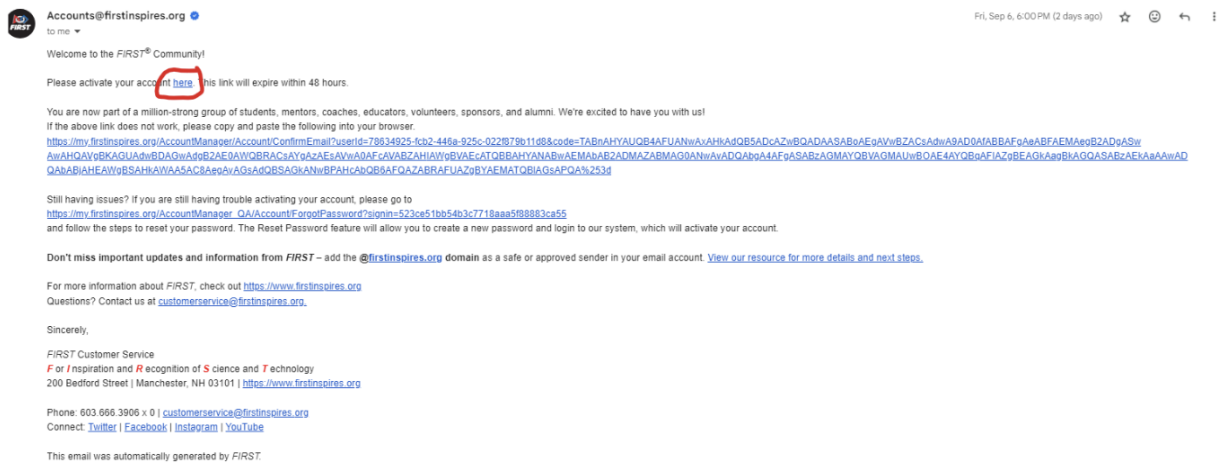 FIRST
Accounts@firstinspires.org
Fri, Sep 6, 6:00 PM (2 days ago)
to me
Welcome to the FIRST® Community!
Please activate your account here. This link will expire within 48 hours.
You are now part of a million-strong group of students, mentors, coaches, educators, volunteers, sponsors, and alumni. We're excited to have you with us!
If the above link does not work, please copy and paste the following into your browser.
Still having issues? If you are still having trouble activating your account, please go to
https://my.firstinspires.org/AccountManager_QA/Account/ForgotPassword?signin=523ce51bb54b3c7718aaa5f88883ca55
and follow the steps to reset your password. The Reset Password feature will allow you to create a new password and login to our system, which will activate your account.
Don't miss important updates and information from FIRST – add the @firstinspires.org domain as a safe or approved sender in your email account. View our resource for more details and next steps.
For more information about FIRST, check out https://www.firstinspires.org
Questions? Contact us at customerservice@firstinspires.org.
Sincerely,
FIRST Customer Service
F or I nspiration and R ecognition of S cience and T echnology
200 Bedford Street | Manchester, NH 03101 | https://www.firstinspires.org
Phone: 603.666.3906 x 0 | customerservice@firstinspires.org
Connect: Twitter | Facebook | Instagram | YouTube
This email was automatically generated by FIRST.